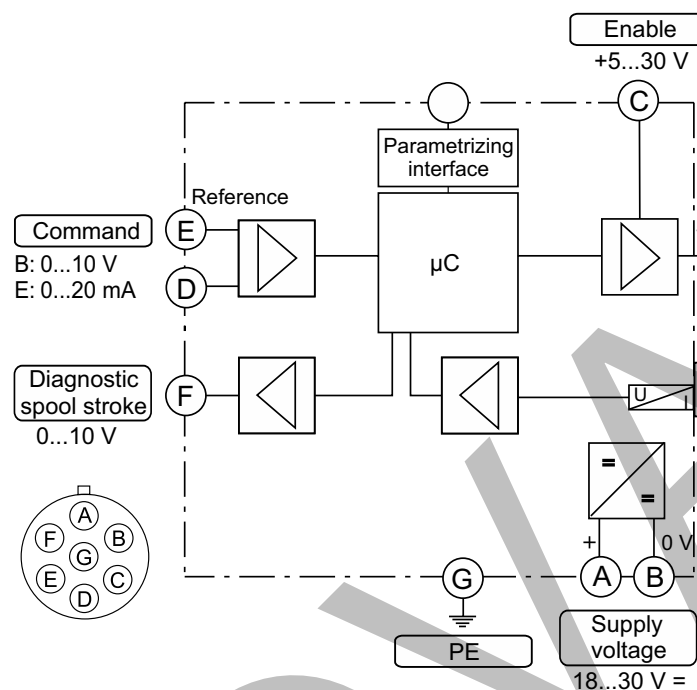 Enable
+5...30 V
C
Parametrizing
interface
Reference
E
Command
B: 0...10 V
E: 0...20 mA
D
µC
Diagnostic
spool stroke
0...10 V
F
U
I
=
=
+
0 V
A
F
B
G
E
C
D
G
A
B
PE
Supply
voltage
18...30 V =